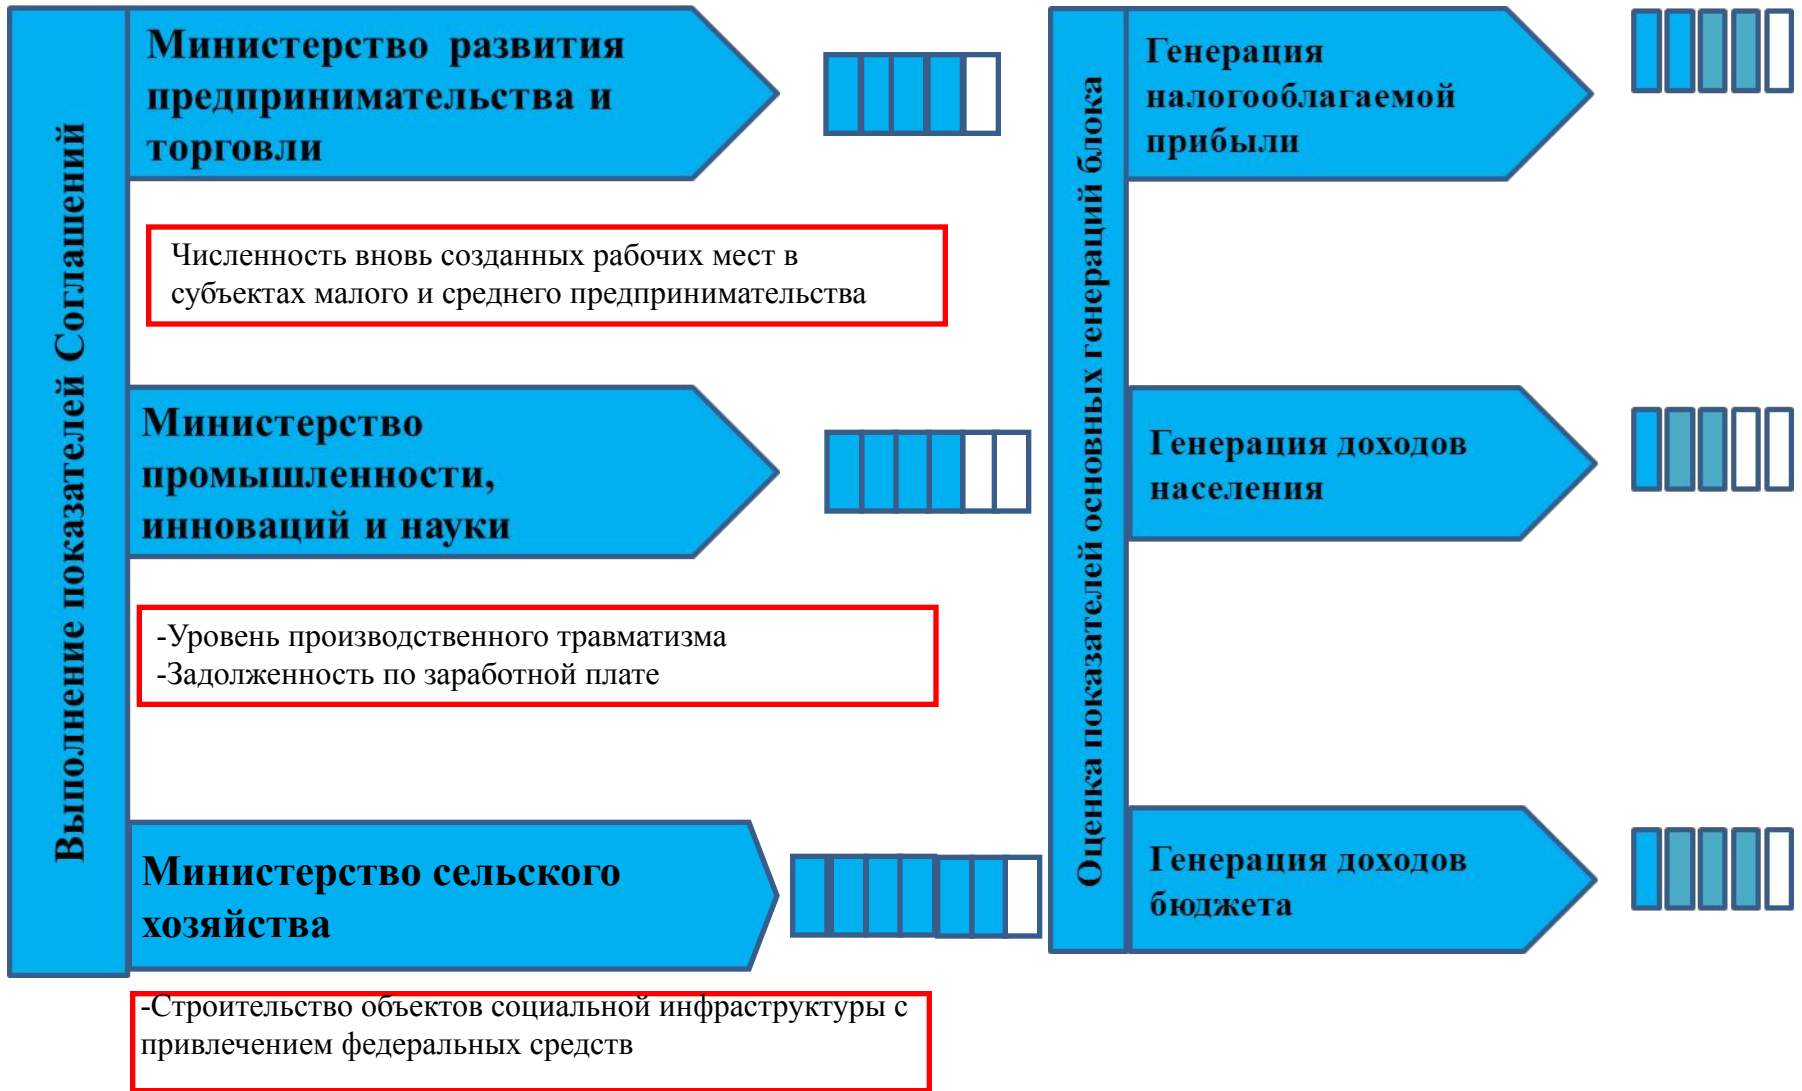 Выполнение показателей Соглашений
Министерство развития
предпринимательства и
торговли
Численность вновь созданных рабочих мест в
субъектах малого и среднего предпринимательства
Министерство
промышленности,
инноваций и науки
-Уровень производственного травматизма
-Задолженность по заработной плате
Министерство сельского
хозяйства
-Строительство объектов социальной инфраструктуры с
привлечением федеральных средств
Оценка показателей основных генераций блока
Генерация
налогооблагаемой
прибыли
Генерация доходов
населения
Генерация доходов
бюджета